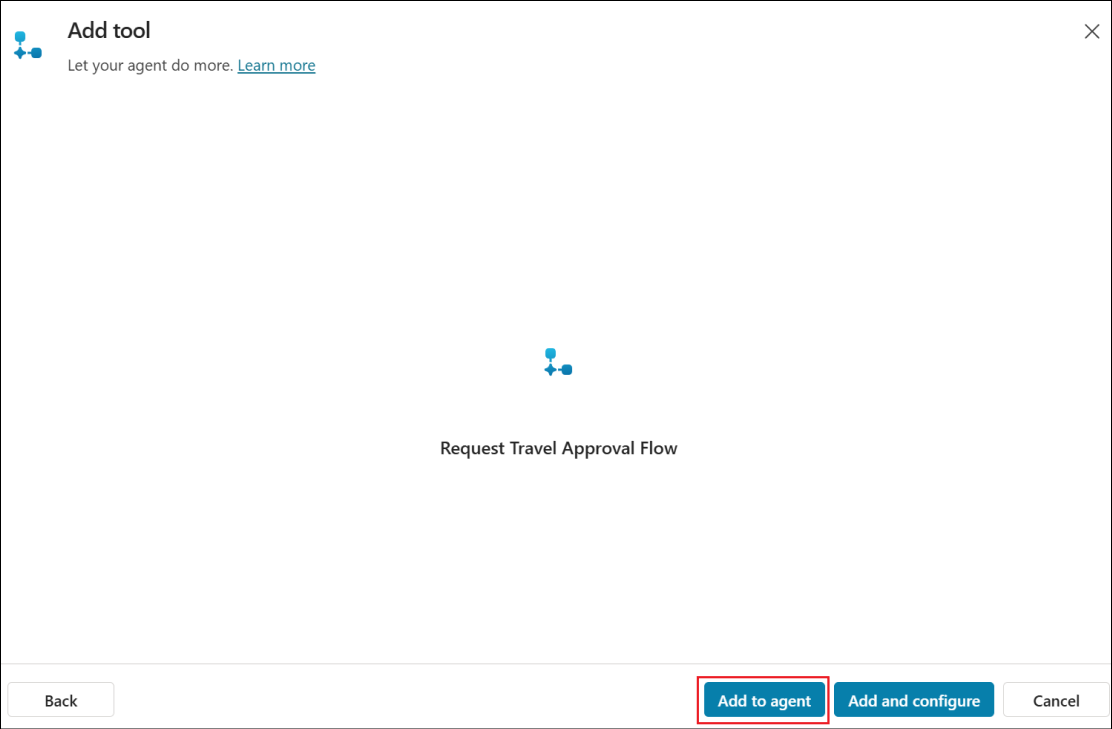 Add tool
Let your agent do more. Learn more
Request Travel Approval Flow
Back
Add to agent
Add and configure
Cancel